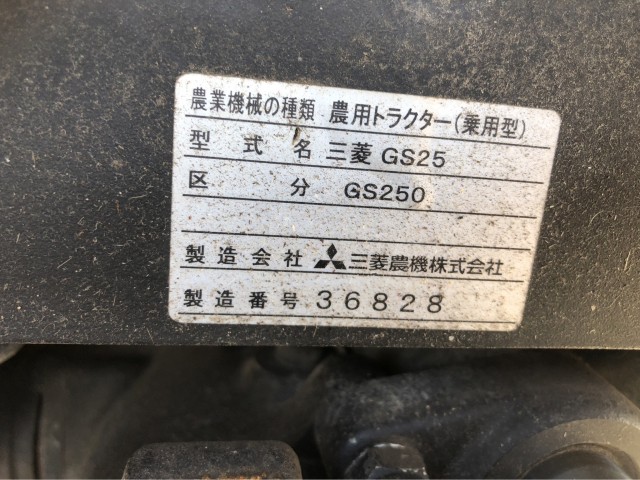 農業機械の種類 農用トラクター(乗用型)
型式名 三菱 GS25
区分 GS250
製造会社 三菱農機株式会社
製造番号 36828